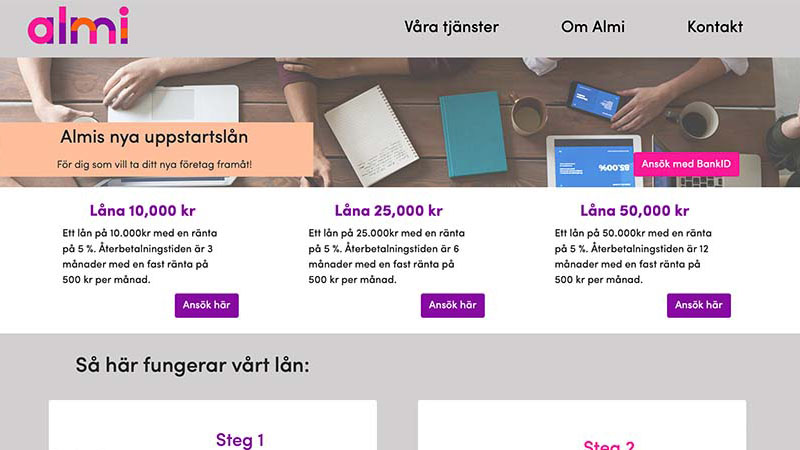 almi
Våra tjänster
Om Almi
Kontakt
Almis nya uppstartslån
För dig som vill ta ditt nya företag framåt!
85.00%
Ansök med BankID
Låna 10,000 kr
Ett lån på 10.000kr med en ränta
på 5 %. Återbetalningstiden är 3
månader med en fast ränta på
500 kr per månad.
Ansök här
Låna 25,000 kr
Ett lån på 25.000kr med en ränta
på 5 %. Återbetalningstiden är 6
månader med en fast ränta på
500 kr per månad.
Ansök här
Låna 50,000 kr
Ett lån på 50.000kr med en ränta
på 5 %. Återbetalningstiden är 12
månader med en fast ränta på
500 kr per månad.
Ansök här
Så här fungerar vårt lån:
Steg 1
Steg 2